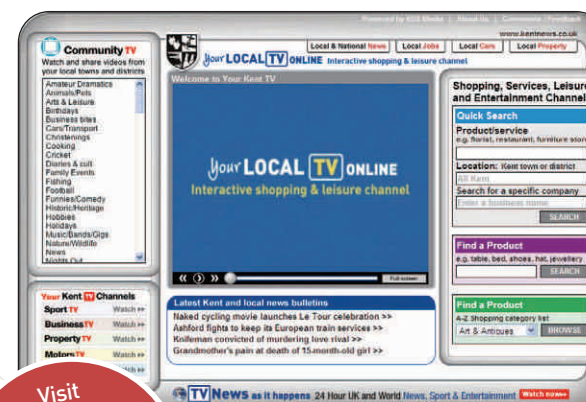 Powered by KOS Media | About Us | Comments / Feedback
www.kentnews.co.uk
Local & National News
Local Jobs
Local Cars
Local Property
Your LOCAL TV ONLINE Interactive shopping & leisure channel
Community TV
Watch and share videos from
your local towns and districts
Amateur Dramatics
Animals/Pets
Arts & Leisure
Birthdays
Business bites
Cars/Transport
Christenings
Cooking
Cricket
Diaries & cult
Family Events
Fishing
Football
Funnies/Comedy
Historic/Heritage
Hobbies
Holidays
Music/Bands/Gigs
Nature/Wildlife
News
Nights Out
Your Kent TV Channels
Sport TV Watch >>
Business TV Watch >>
Property TV Watch >>
Motors TV Watch >>
Visit
Welcome to Your Kent TV
Your LOCAL TV ONLINE
Interactive shopping & leisure channel
Full screen
Latest Kent and local news bulletins
Naked cycling movie launches Le Tour celebration >>
Ashford fights to keep its European train services >>
Knifeman convicted of murdering love rival >>
Grandmother's pain at death of 15-month-old girl >>
TV News as it happens 24 Hour UK and World News, Sport & Entertainment Watch now>>
Shopping, Services, Leisure
and Entertainment Channel
Quick Search
Product/service
e.g. florist, restaurant, furniture store
Location: Kent town or district
All Kent
Search for a specific company
Enter a business name
SEARCH
Find a Product
e.g. table, bed, shoes, hat, jewellery
SEARCH
Find a Product
A-Z Shopping category list
Art & Antiques
BROWSE